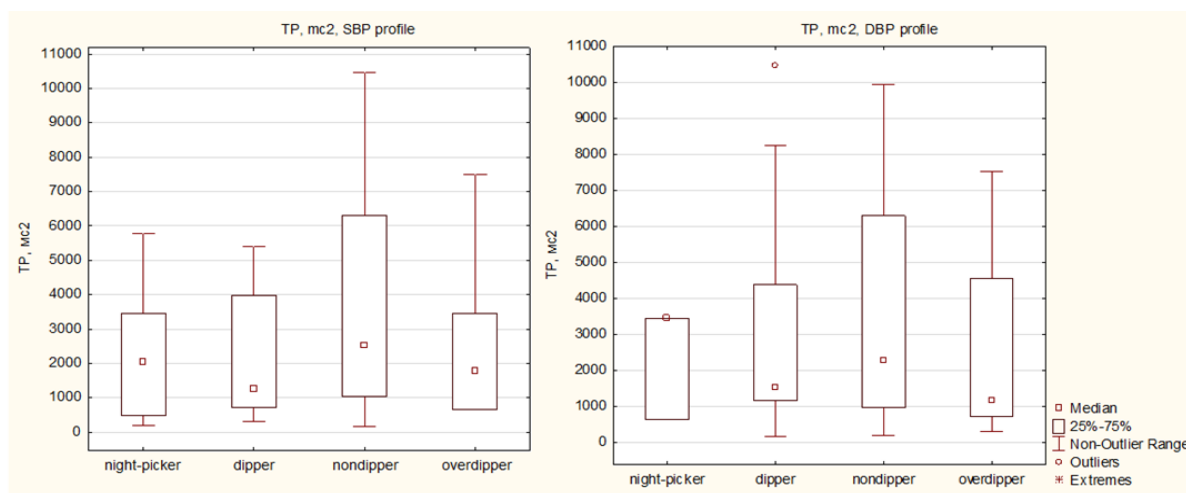 TP, mc2, SBP profile
11000
10000
9000
8000
7000
6000
5000
4000
3000
2000
1000
0
TP, мс2
night-picker dipper nondipper overdipper
TP, mc2, DBP profile
11000
10000
9000
8000
7000
6000
5000
4000
3000
2000
1000
0
TP, мс2
night-picker dipper nondipper overdipper
Median
25%-75%
Non-Outlier Range
Outliers
Extremes